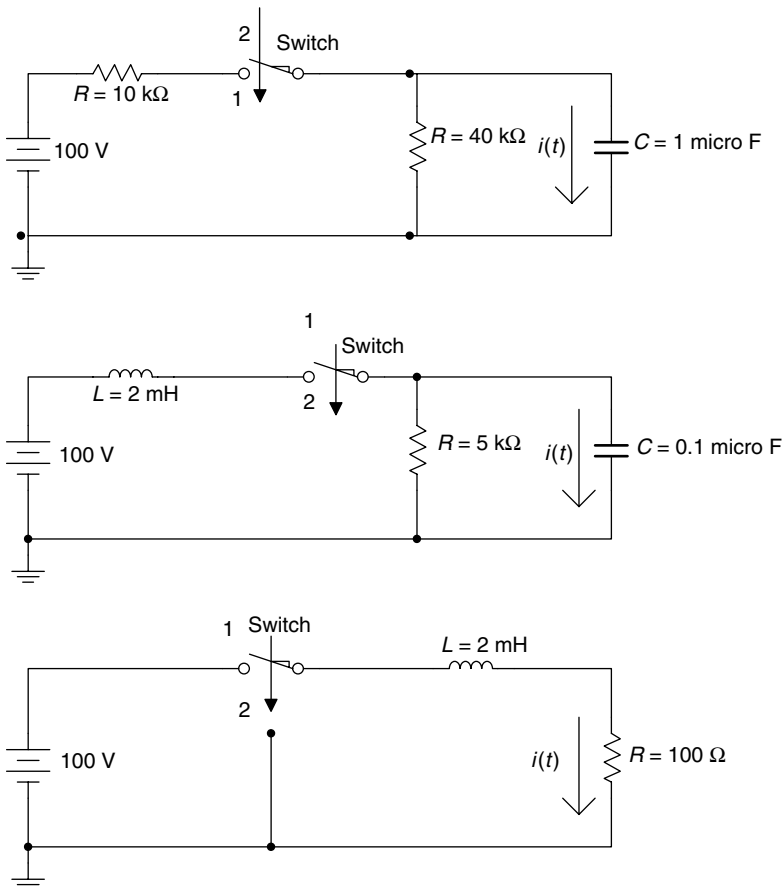 2
Switch
R = 10 kΩ
1
100 V
R = 40 kΩ
i(t)
C = 1 micro F
1
Switch
L = 2 mH
2
100 V
R = 5 kΩ
i(t)
C = 0.1 micro F
1 Switch
L = 2 mH
2
100 V
i(t)
R = 100 Ω